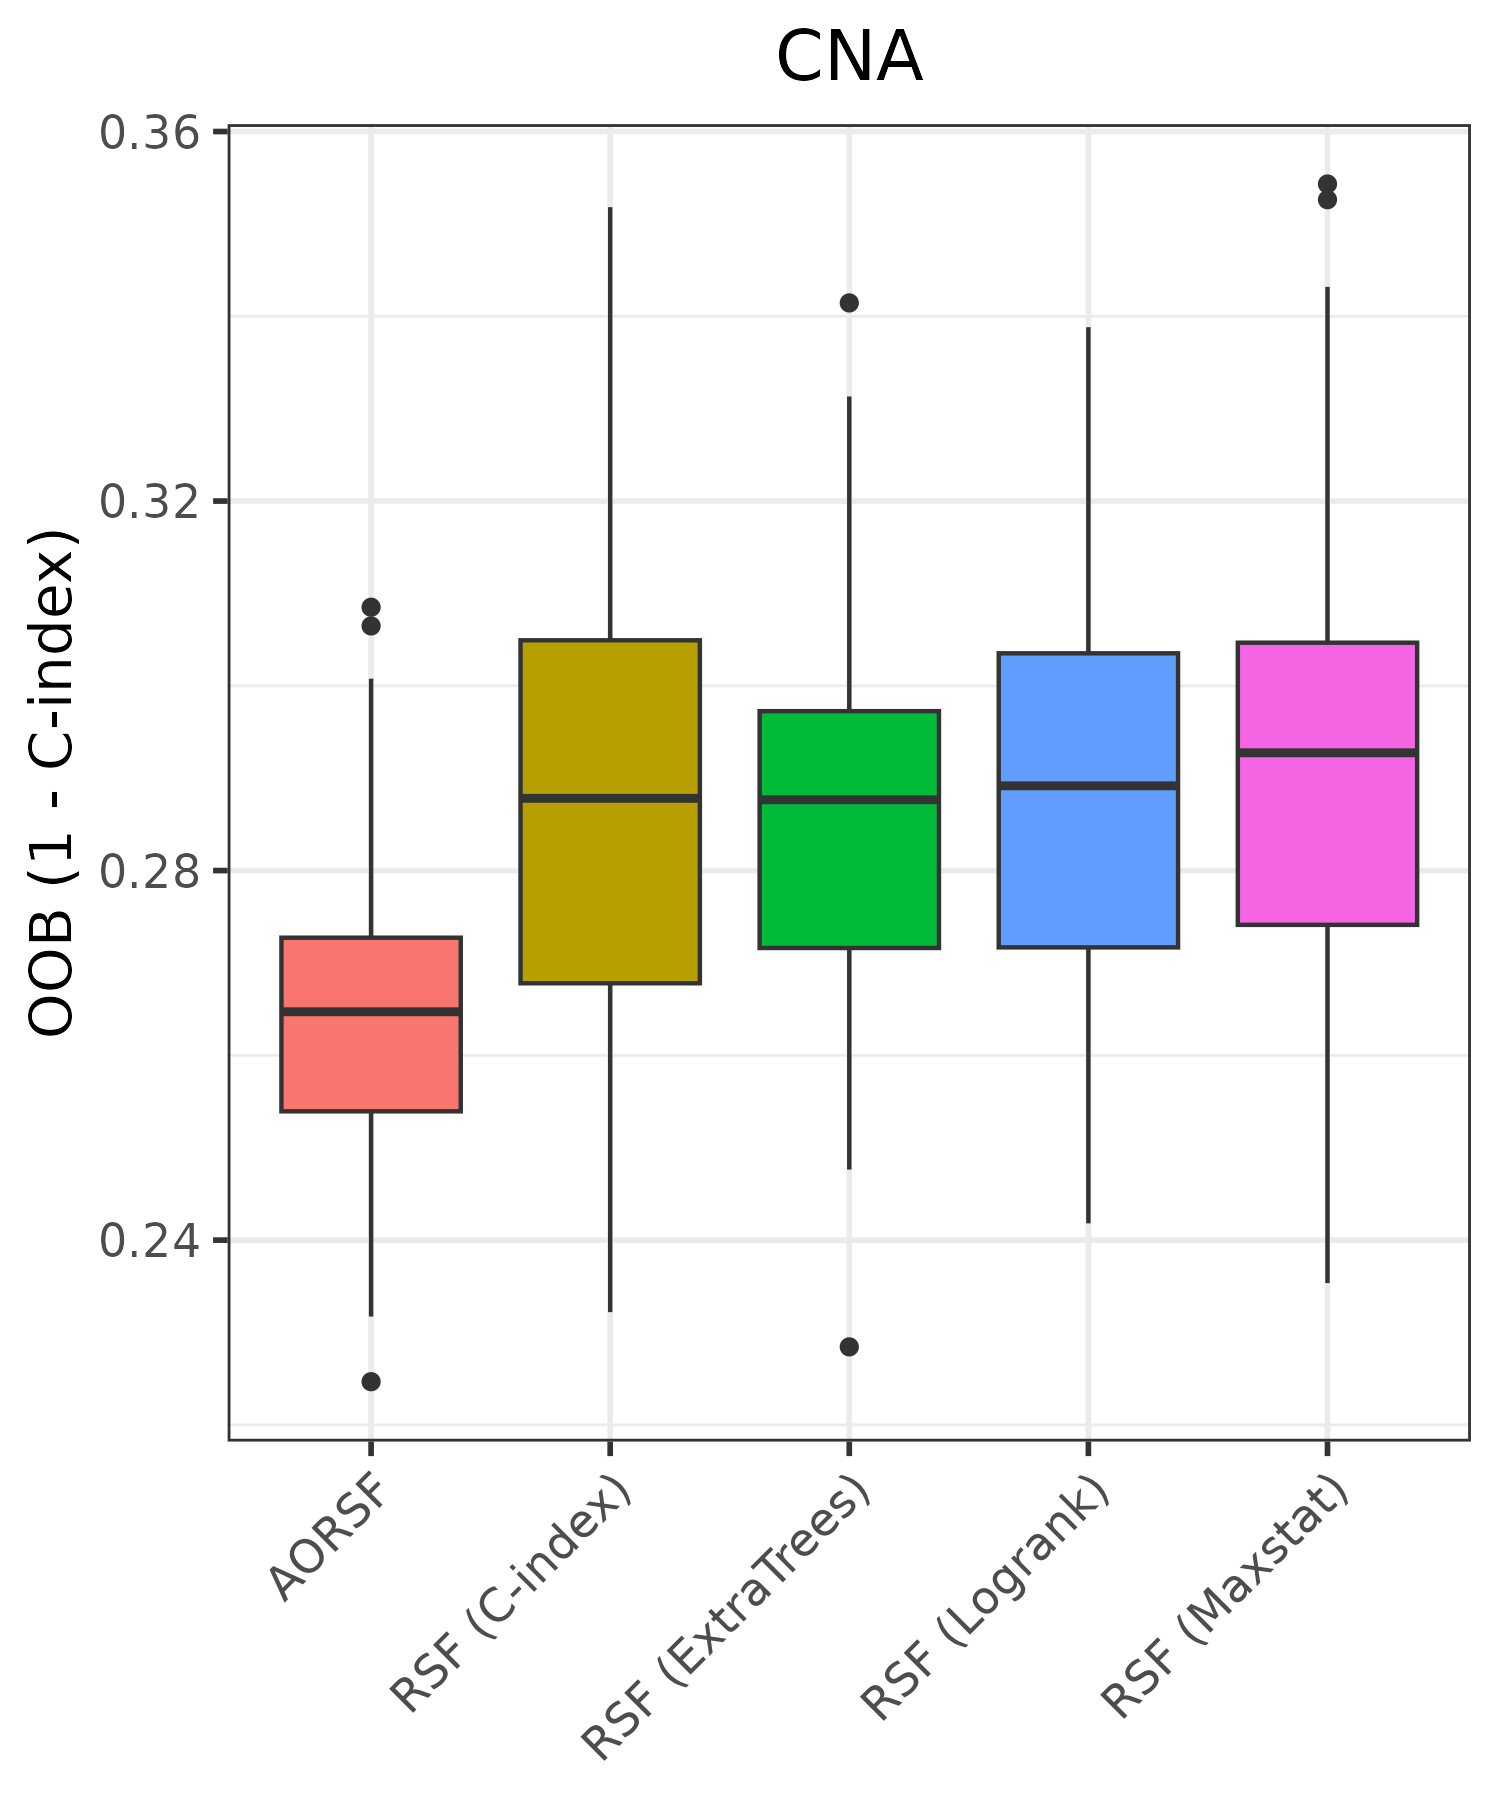 CNA
OOB (1 - C-index)
0.36
0.32
0.28
0.24
AORSF
RSF (C-index)
RSF (ExtraTrees)
RSF (Logrank)
RSF (Maxstat)